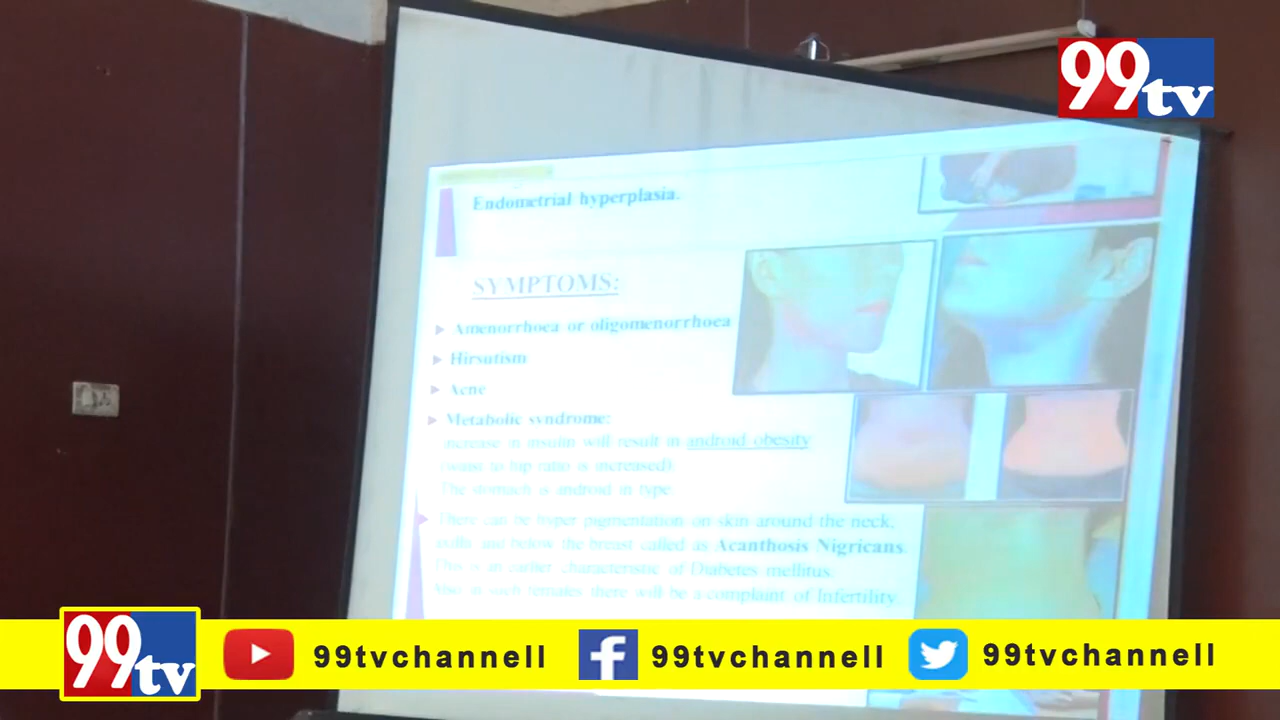 99tv
Endometrial hyperplasia.
SYMPTOMS:
Amenorrhoea or oligomenorrhoea
Hirsutism
Acne
Metabolic syndrome:
increase in insulin will result in android obesity
(waist to hip ratio is increased).
The stomach is android in type
There can be hyper pigmentation on skin around the neck,
axilla and below the breast called as Acanthosis Nigricans.
This is an earlier characteristic of Diabetes mellitus.
Also in such females there will be a complaint of Infertility
99tv
99tvchannell
99tvchannell
99tvchannell